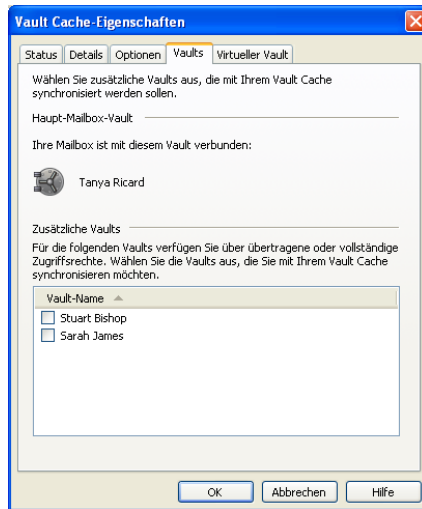 Vault Cache-Eigenschaften
Status Details Optionen Vaults Virtueller Vault
Wählen Sie zusätzliche Vaults aus, die mit Ihrem Vault Cache
synchronisiert werden sollen.
Haupt-Mailbox-Vault
Ihre Mailbox ist mit diesem Vault verbunden:
Tanya Ricard
Zusätzliche Vaults
Für die folgenden Vaults verfügen Sie über übertragene oder vollständige
Zugriffsrechte. Wählen Sie die Vaults aus, die Sie mit Ihrem Vault Cache
synchronisieren möchten.
Vault-Name
Stuart Bishop
Sarah James
OK Abbrechen Hilfe